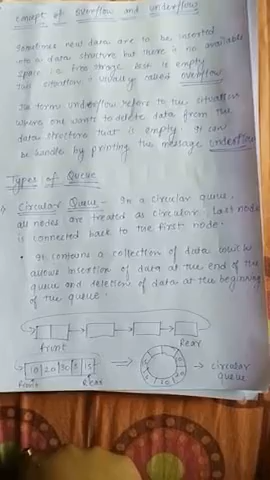 Concept of overflow and underflow
Sometimes new data are to be inserted
into a data structure but there is no available
space i.e. free storage
is empty
This situation is usually called overflow
The term underflow refers to the situation
where one wants to delete data from the
data structure that is empty. It can
be handle by printing the message Underflow
Types of Queue
Circular Queue - In a circular queue,
all nodes are treated as circular, last node
is connected back to the first node.
• It contains a collection of data which
allows insertion of data at the end of the
queue and deletion of data at the beginning
of the queue.
front
Rear
10 20 30 5 15
front
Rear
circular
queue